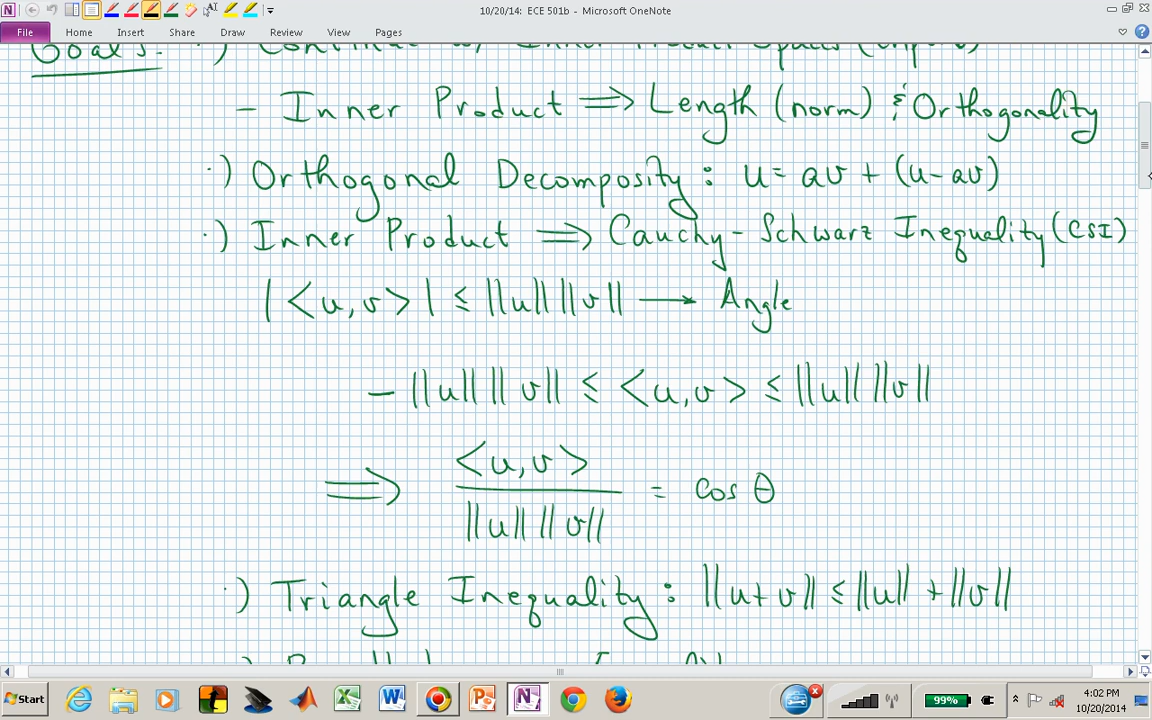 10/20/14: ECE 501b - Microsoft OneNote
File Home Insert Share Draw Review View Pages
Goals:
- Inner Product ⟹ Length (norm) & Orthogonality
·) Orthogonal Decomposity: u = av + (u-av)
·) Inner Product ⟹ Cauchy-Schwarz Inequality (CSI)
|<u,v>| ≤ ||u|| ||v|| → Angle
- ||u|| ||v|| ≤ <u,v> ≤ ||u|| ||v||
⟹ <u,v> / ||u|| ||v|| = cos θ
·) Triangle Inequality: ||u+v|| ≤ ||u|| + ||v||
Start
99%
4:02 PM
10/20/2014